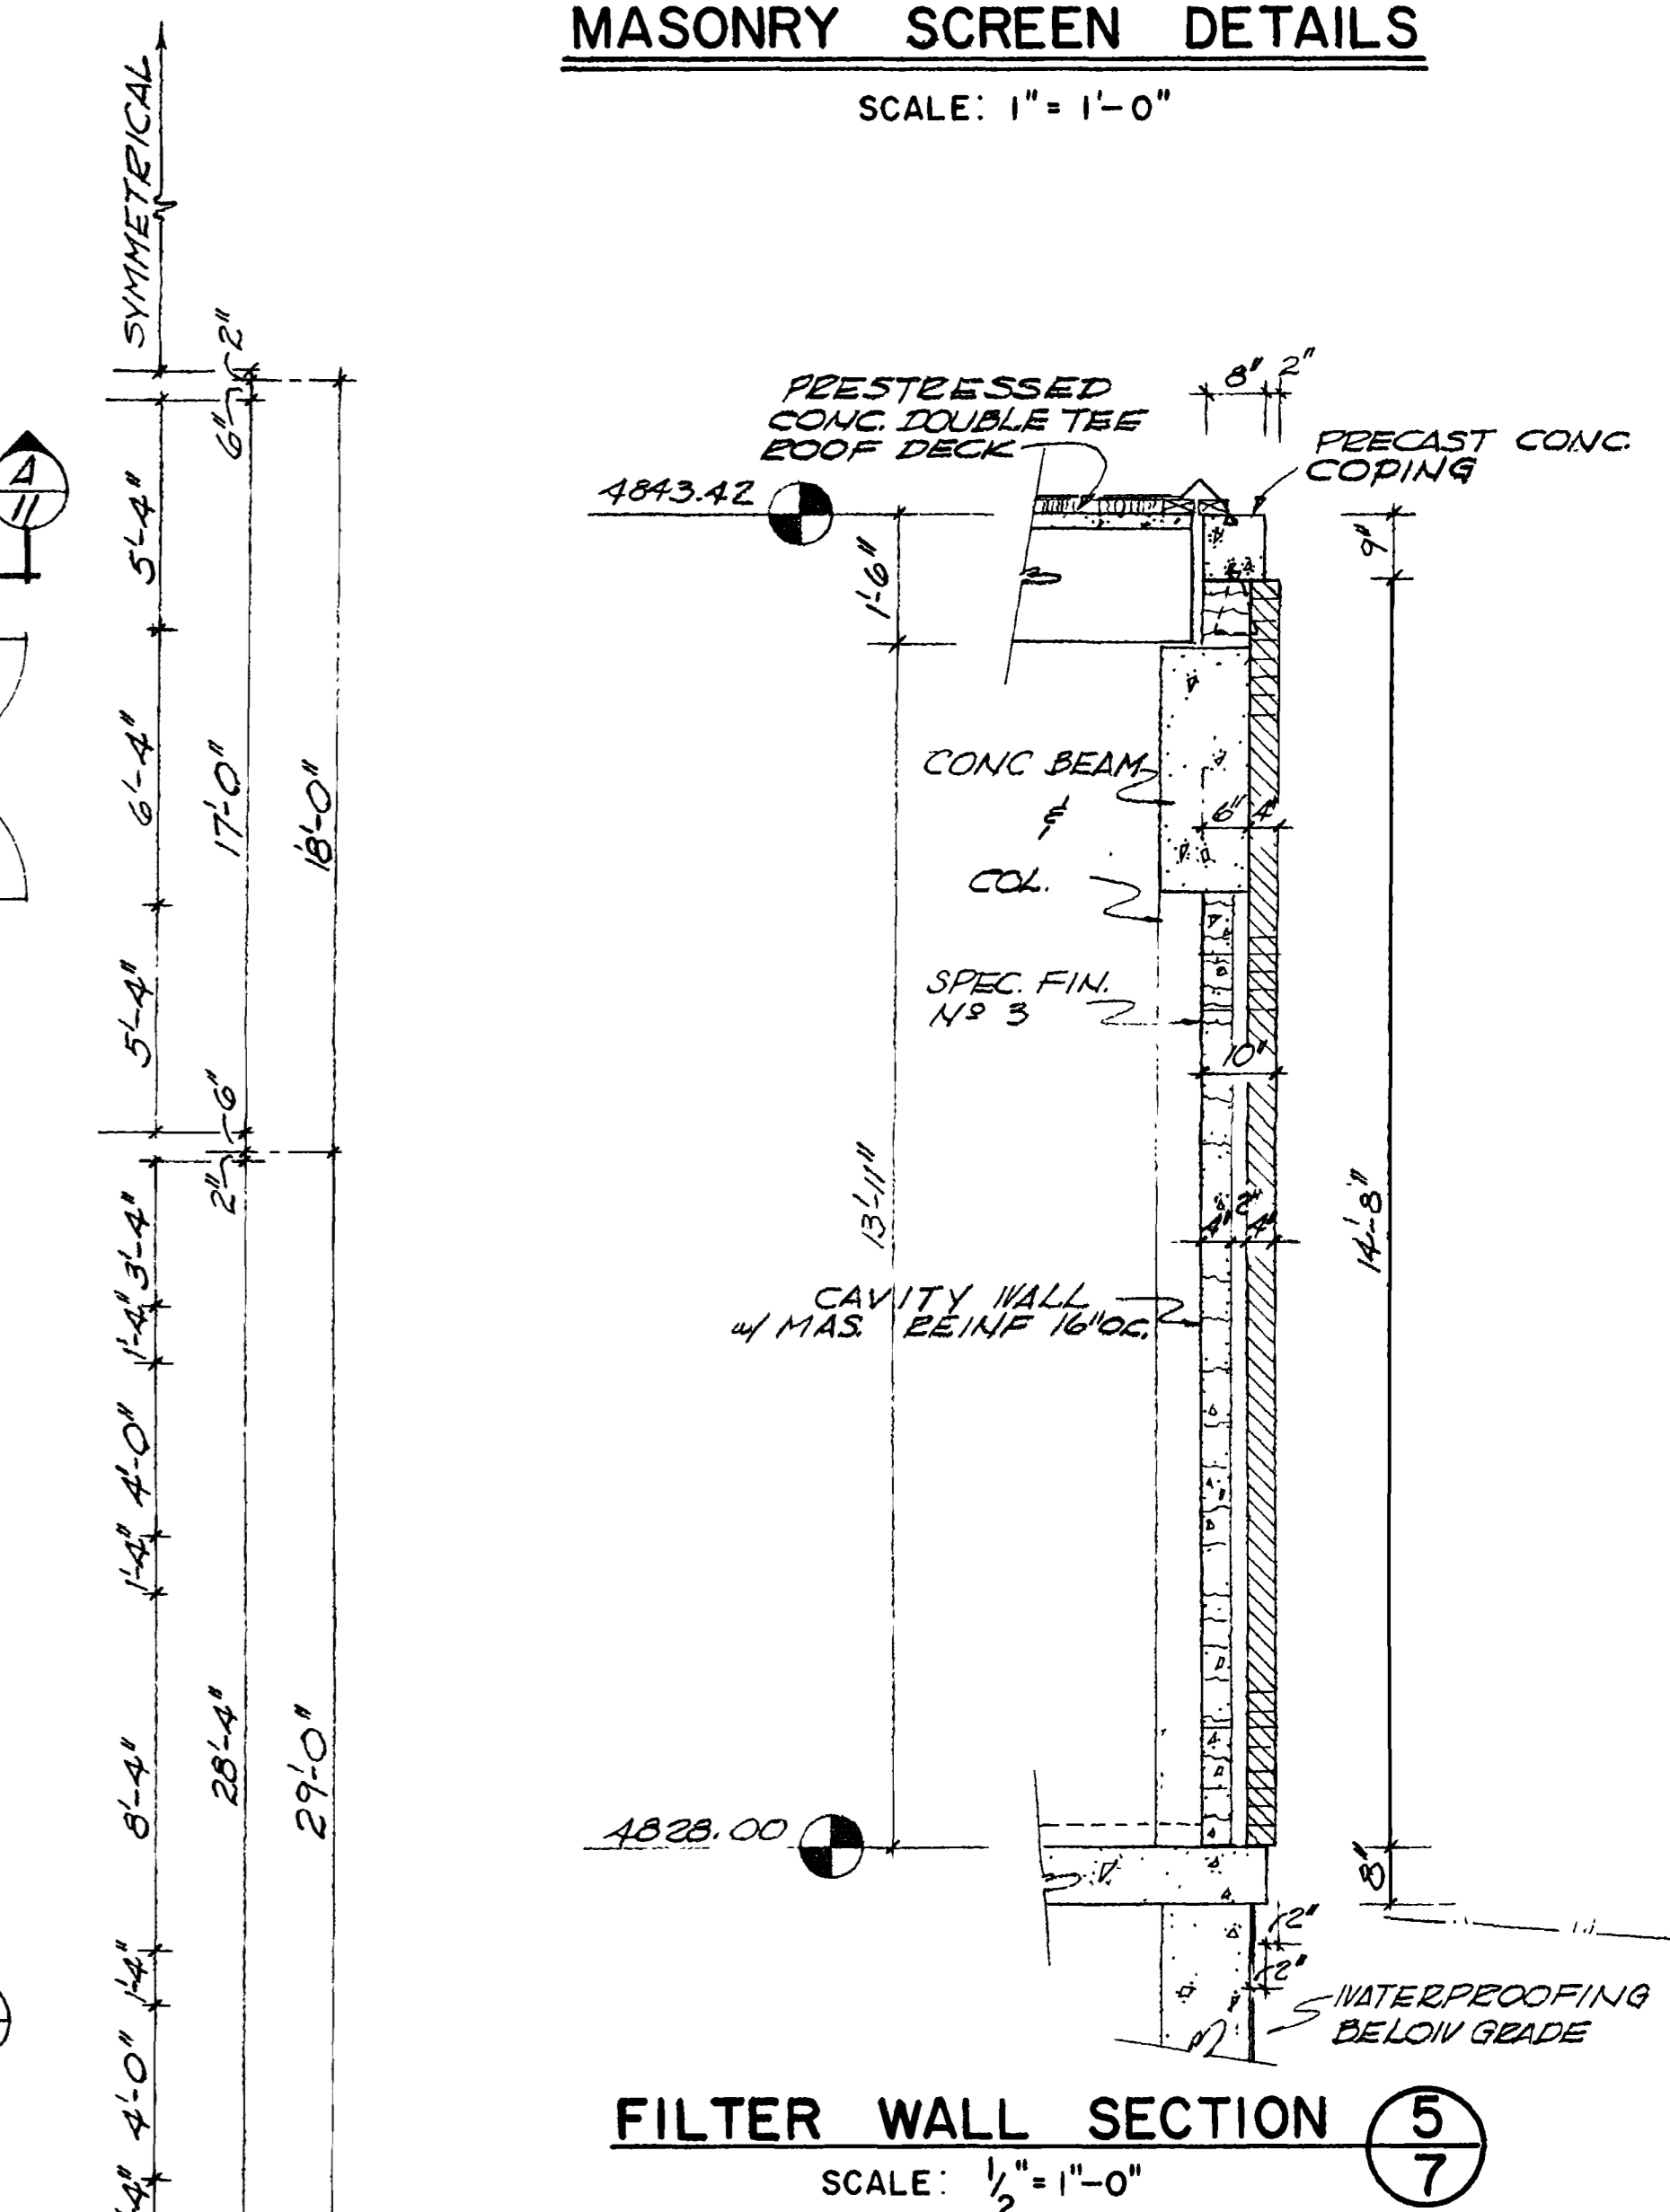 MASONRY SCREEN DETAILS
SCALE: 1" = 1'-0"
SYMMETRICAL
2"
6"
5'-4"
6'-4"
17'-0"
18'-0"
5'-4"
6"
2"
3'-4"
1'-4"
4'-0"
1'-4"
8'-4"
28'-4"
29'-0"
1'-4"
4'-0"
A
11
PRESTRESSED
CONC. DOUBLE TEE
ROOF DECK
8" 2"
PRECAST CONC.
COPING
4843.42
1'-6"
9"
CONC BEAM
&
COL.
6" 4"
SPEC. FIN.
Nº 3
10"
13'-11"
14'-8"
4" 2" 4"
CAVITY WALL
w/ MAS. REINF 16"OC.
4828.00
8"
2"
2"
WATERPROOFING
BELOW GRADE
FILTER WALL SECTION
5
7
SCALE: 1/2" = 1"-0"